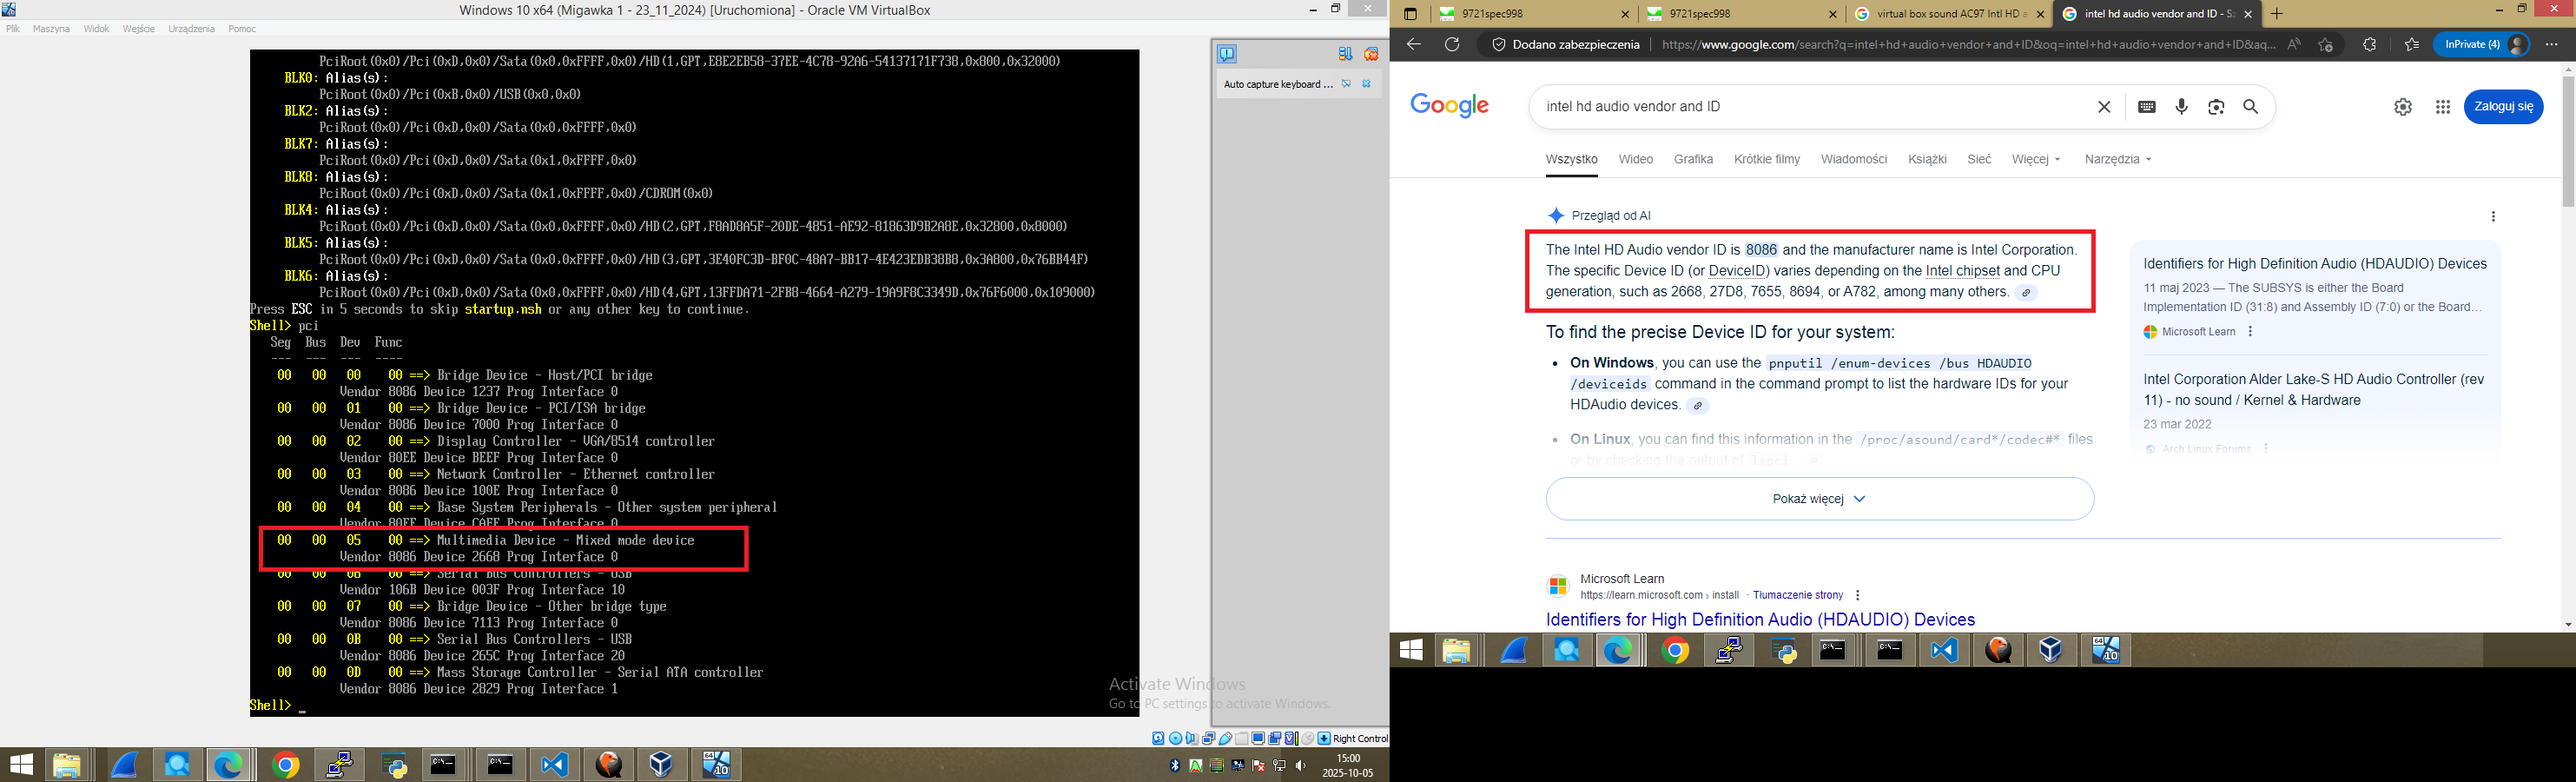 Windows 10 x64 (Migawka 1 - 23_11_2024) [Uruchomiona] - Oracle VM VirtualBox
Plik Maszyna Widok Wejście Urządzenia Pomoc
PciRoot(0x0)/Pci(0xD,0x0)/Sata(0x0,0xFFFF,0x0)/HD(1,GPT,E8E2EB58-37EE-4C78-92A6-54137171F738,0x800,0x32000)
BLK0: Alias(s):
PciRoot(0x0)/Pci(0xB,0x0)/USB(0x0,0x0)
BLK2: Alias(s):
PciRoot(0x0)/Pci(0xD,0x0)/Sata(0x0,0xFFFF,0x0)
BLK7: Alias(s):
PciRoot(0x0)/Pci(0xD,0x0)/Sata(0x1,0xFFFF,0x0)
BLK8: Alias(s):
PciRoot(0x0)/Pci(0xD,0x0)/Sata(0x1,0xFFFF,0x0)/CDROM(0x0)
BLK4: Alias(s):
PciRoot(0x0)/Pci(0xD,0x0)/Sata(0x0,0xFFFF,0x0)/HD(2,GPT,F8AD8A5F-20DE-4851-AE92-81863D9B2A8E,0x32800,0x8000)
BLK5: Alias(s):
PciRoot(0x0)/Pci(0xD,0x0)/Sata(0x0,0xFFFF,0x0)/HD(3,GPT,3E40FC3D-BF0C-48A7-BB17-4E423EDB38B8,0x3A800,0x76BB44F)
BLK6: Alias(s):
PciRoot(0x0)/Pci(0xD,0x0)/Sata(0x0,0xFFFF,0x0)/HD(4,GPT,13FFDA71-2FB8-4664-A279-19A9F8C3349D,0x76F6000,0x109000)
Press ESC in 5 seconds to skip startup.nsh or any other key to continue.
Shell> pci
Seg Bus Dev Func
--- --- --- ----
00 00 00 00 ==> Bridge Device - Host/PCI bridge
Vendor 8086 Device 1237 Prog Interface 0
00 00 01 00 ==> Bridge Device - PCI/ISA bridge
Vendor 8086 Device 7000 Prog Interface 0
00 00 02 00 ==> Display Controller - VGA/8514 controller
Vendor 80EE Device BEEF Prog Interface 0
00 00 03 00 ==> Network Controller - Ethernet controller
Vendor 8086 Device 100E Prog Interface 0
00 00 04 00 ==> Base System Peripherals - Other system peripheral
Vendor 80EE Device CAFE Prog Interface 0
00 00 05 00 ==> Multimedia Device - Mixed mode device
Vendor 8086 Device 2668 Prog Interface 0
00 00 06 00 ==> Serial Bus Controllers - USB
Vendor 106B Device 003F Prog Interface 10
00 00 07 00 ==> Bridge Device - Other bridge type
Vendor 8086 Device 7113 Prog Interface 0
00 00 0B 00 ==> Serial Bus Controllers - USB
Vendor 8086 Device 265C Prog Interface 20
00 00 0D 00 ==> Mass Storage Controller - Serial ATA controller
Vendor 8086 Device 2829 Prog Interface 1
Shell> _
Auto capture keyboard ...
Activate Windows
Go to PC settings to activate Windows.
Right Control
15:00
2025-10-05
9721spec998
9721spec998
virtual box sound AC97 Intl HD a
intel hd audio vendor and ID - Sz
Dodano zabezpieczenia
https://www.google.com/search?q=intel+hd+audio+vendor+and+ID&oq=intel+hd+audio+vendor+and+ID&aq...
InPrivate (4)
Google
intel hd audio vendor and ID
Zaloguj się
Wszystko Wideo Grafika Krótkie filmy Wiadomości Książki Sieć Więcej Narzędzia
Przegląd od AI
The Intel HD Audio vendor ID is 8086 and the manufacturer name is Intel Corporation.
The specific Device ID (or DeviceID) varies depending on the Intel chipset and CPU
generation, such as 2668, 27D8, 7655, 8694, or A782, among many others.
To find the precise Device ID for your system:
• On Windows, you can use the pnputil /enum-devices /bus HDAUDIO
/deviceids command in the command prompt to list the hardware IDs for your
HDAudio devices.
• On Linux, you can find this information in the /proc/asound/card*/codec#* files
or by checking the output of lspci
Pokaż więcej
Identifiers for High Definition Audio (HDAUDIO) Devices
11 maj 2023 — The SUBSYS is either the Board
Implementation ID (31:8) and Assembly ID (7:0) or the Board…
Microsoft Learn
Intel Corporation Alder Lake-S HD Audio Controller (rev
11) - no sound / Kernel & Hardware
23 mar 2022
Arch Linux Forums
Microsoft Learn
https://learn.microsoft.com › install · Tłumaczenie strony
Identifiers for High Definition Audio (HDAUDIO) Devices